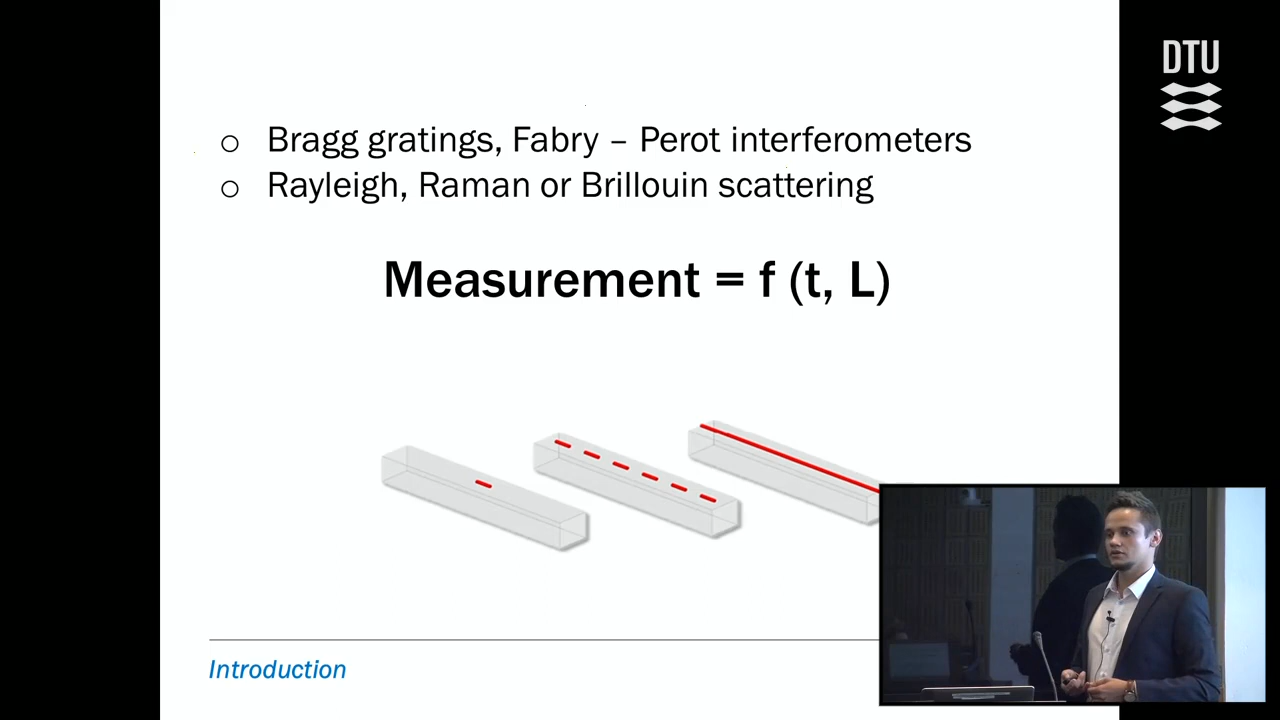 DTU
o Bragg gratings, Fabry – Perot interferometers
o Rayleigh, Raman or Brillouin scattering
Measurement = f (t, L)
Introduction